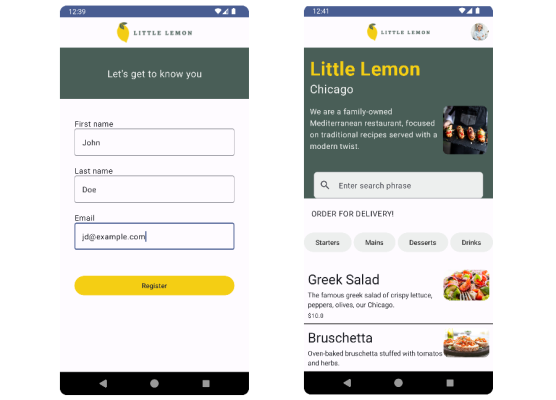 12:39
LITTLE LEMON
Let's get to know you
First name
John
Last name
Doe
Email
jd@example.com
Register
12:41
LITTLE LEMON
Little Lemon
Chicago
We are a family-owned
Mediterranean restaurant, focused
on traditional recipes served with a
modern twist.
Enter search phrase
ORDER FOR DELIVERY!
Starters
Mains
Desserts
Drinks
Greek Salad
The famous greek salad of crispy lettuce,
peppers, olives, our Chicago.
$10.0
Bruschetta
Oven-baked bruschetta stuffed with tomatos
and herbs.